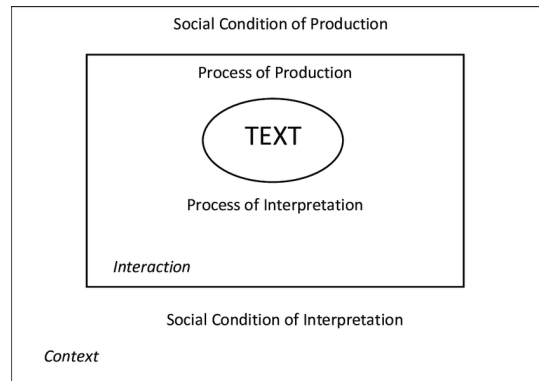 Social Condition of Production
Process of Production
TEXT
Process of Interpretation
Interaction
Social Condition of Interpretation
Context